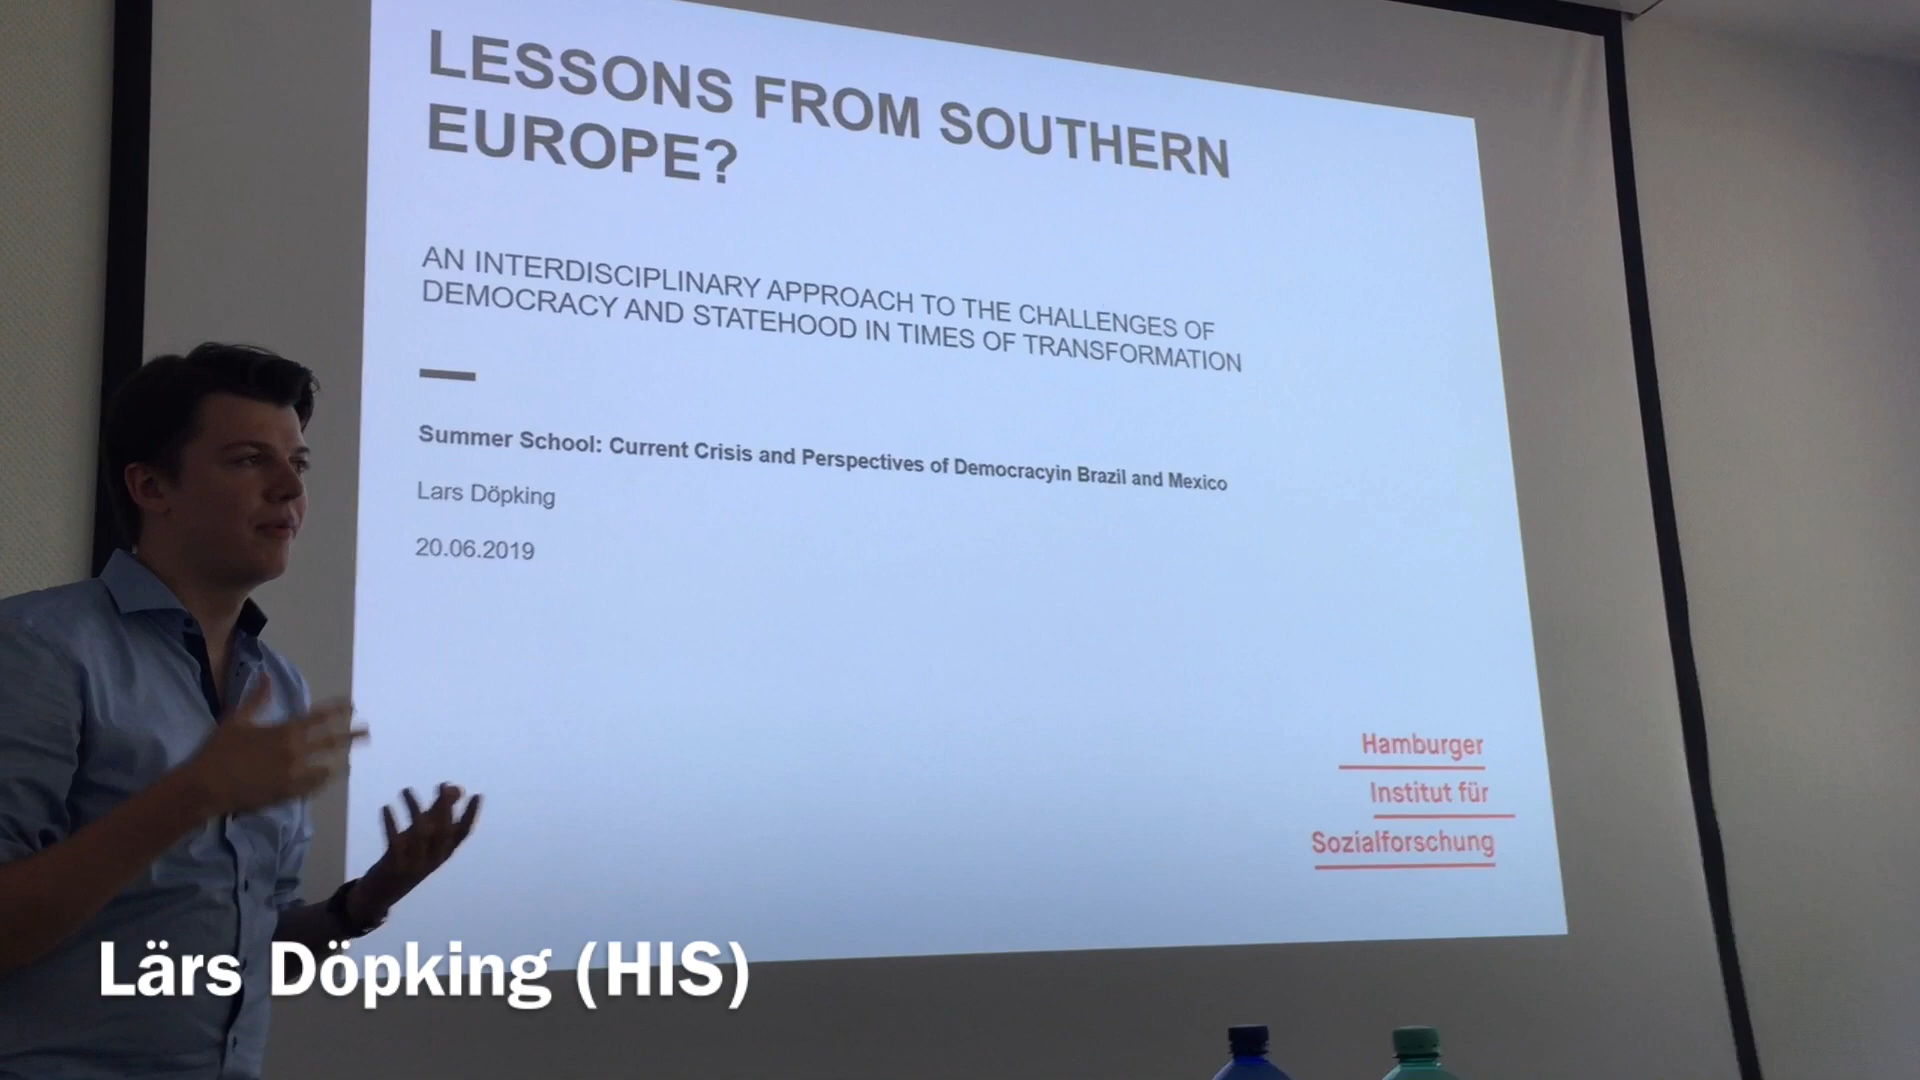 LESSONS FROM SOUTHERN
EUROPE?
AN INTERDISCIPLINARY APPROACH TO THE CHALLENGES OF
DEMOCRACY AND STATEHOOD IN TIMES OF TRANSFORMATION
Summer School: Current Crisis and Perspectives of Democracyin Brazil and Mexico
Lars Döpking
20.06.2019
Hamburger
Institut für
Sozialforschung
Lärs Döpking (HIS)